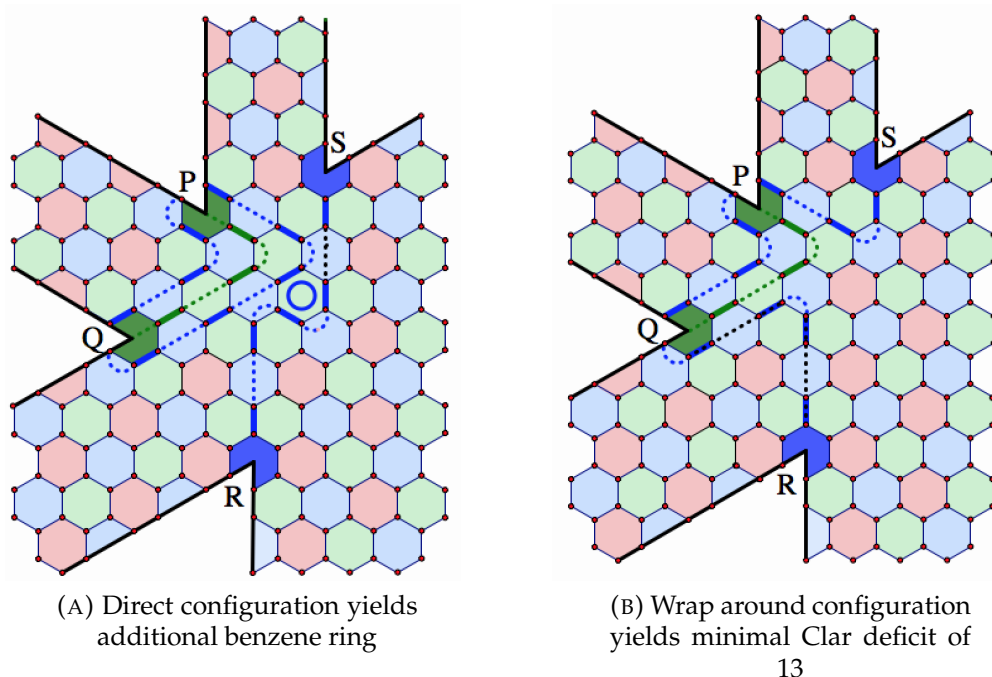 S
S
P
P
Q
Q
R
R
(A) Direct configuration yields
additional benzene ring
(B) Wrap around configuration
yields minimal Clar deficit of
13